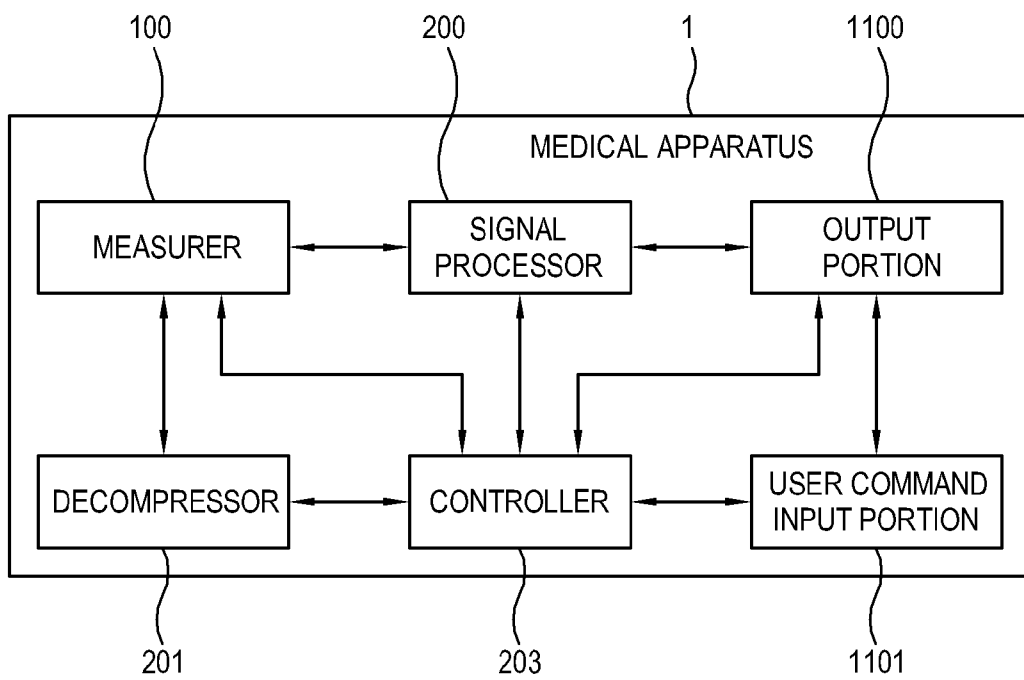 100
200
1
1100
MEDICAL APPARATUS
MEASURER
SIGNAL
PROCESSOR
OUTPUT
PORTION
DECOMPRESSOR
CONTROLLER
USER COMMAND
INPUT PORTION
201
203
1101